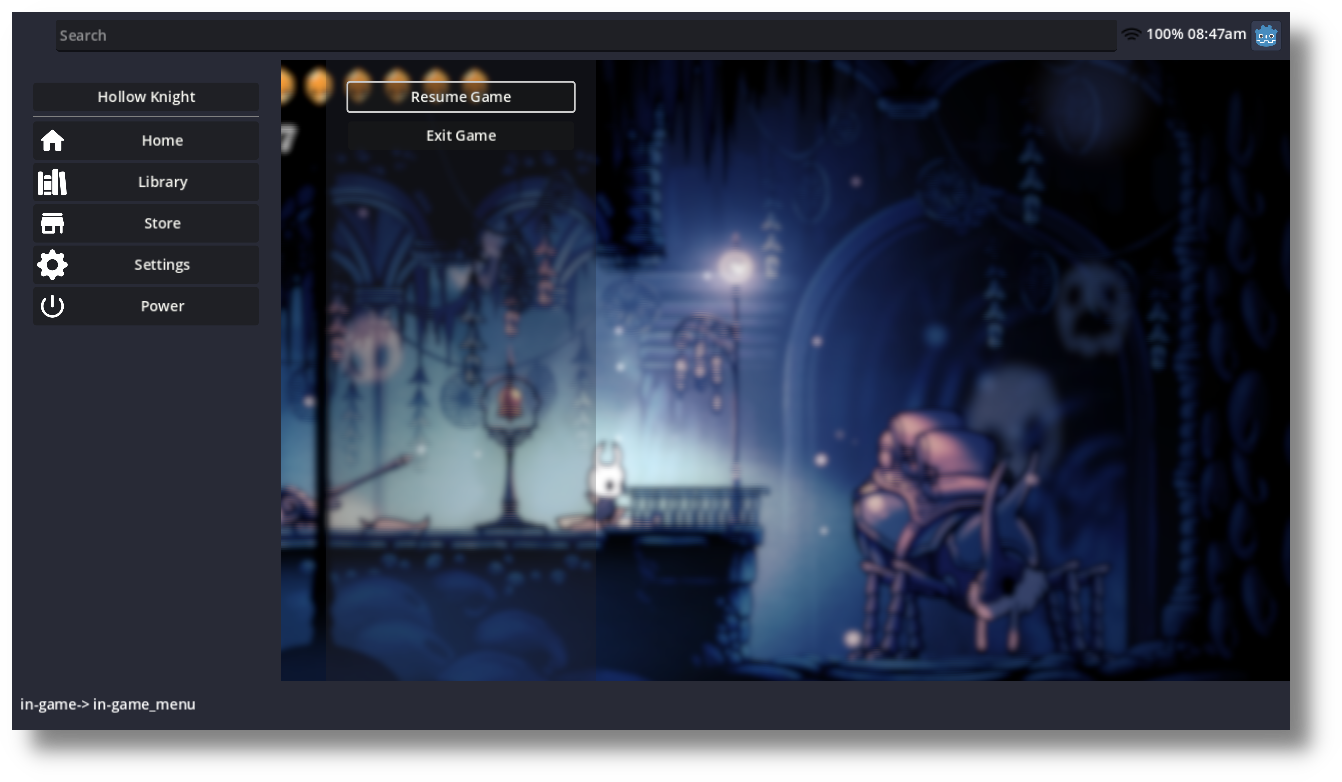 Search
100% 08:47am
Hollow Knight
Home
Library
Store
Settings
Power
Resume Game
Exit Game
in-game-> in-game_menu